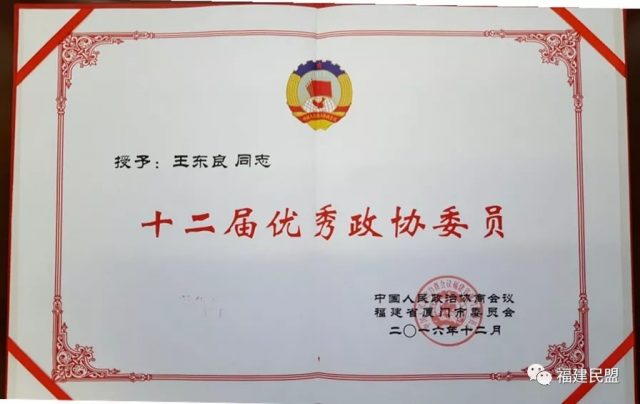 授予：王东良 同志
十二届优秀政协委员
中国人民政治协商会议
福建省厦门市委员会
二〇一六年十二月
福建民盟